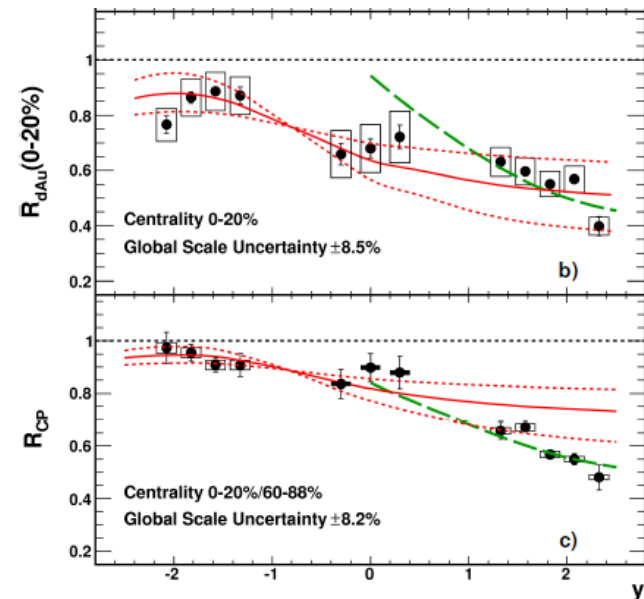 b)
R_dAu(0-20%)
1
0.8
0.6
0.4
0.2
Centrality 0-20%
Global Scale Uncertainty ±8.5%
c)
R_CP
1
0.8
0.6
0.4
0.2
Centrality 0-20%/60-88%
Global Scale Uncertainty ±8.2%
-2 -1 0 1 2
y